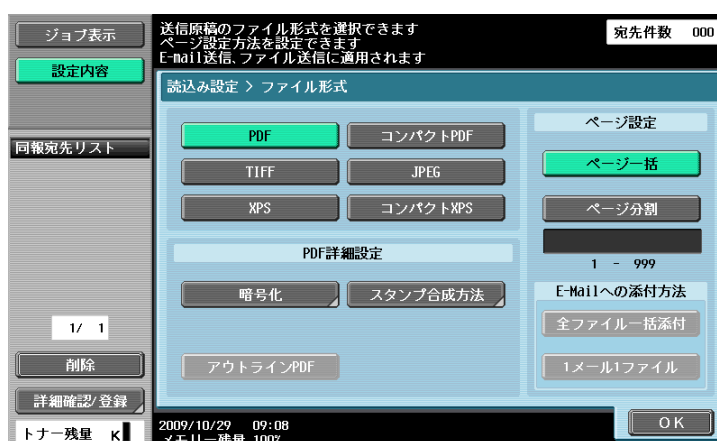 ジョブ表示
設定内容
同報宛先リスト
1/ 1
削除
詳細確認/登録
トナー残量 K
送信原稿のファイル形式を選択できます
ページ設定方法を設定できます
E-mail送信、ファイル送信に適用されます
宛先件数 000
読込み設定 > ファイル形式
PDF
コンパクトPDF
TIFF
JPEG
XPS
コンパクトXPS
PDF詳細設定
暗号化
スタンプ合成方法
アウトラインPDF
ページ設定
ページ一括
ページ分割
1 - 999
E-Mailへの添付方法
全ファイル一括添付
1メール1ファイル
2009/10/29 09:08
メモリー残量 100%
OK